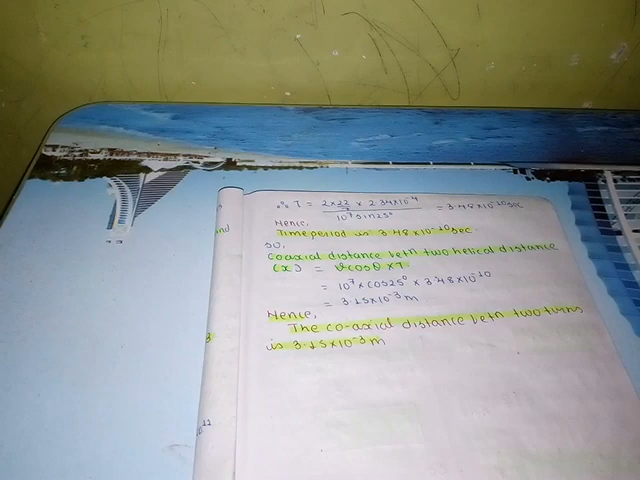 ∴ T = 2 × 22/7 × 2.34×10⁻⁴ / 10⁷ sin25° = 3.48×10⁻¹⁰ sec
Hence,
Time period is 3.48×10⁻¹⁰ sec.
so,
coaxial distance betn two helical distance
(x) = vcosθ × T
= 10⁷ × cos25° × 3.48×10⁻¹⁰
= 3.15×10⁻³ m
Hence,
The co-axial distance betn two turns
is 3.15×10⁻³ m